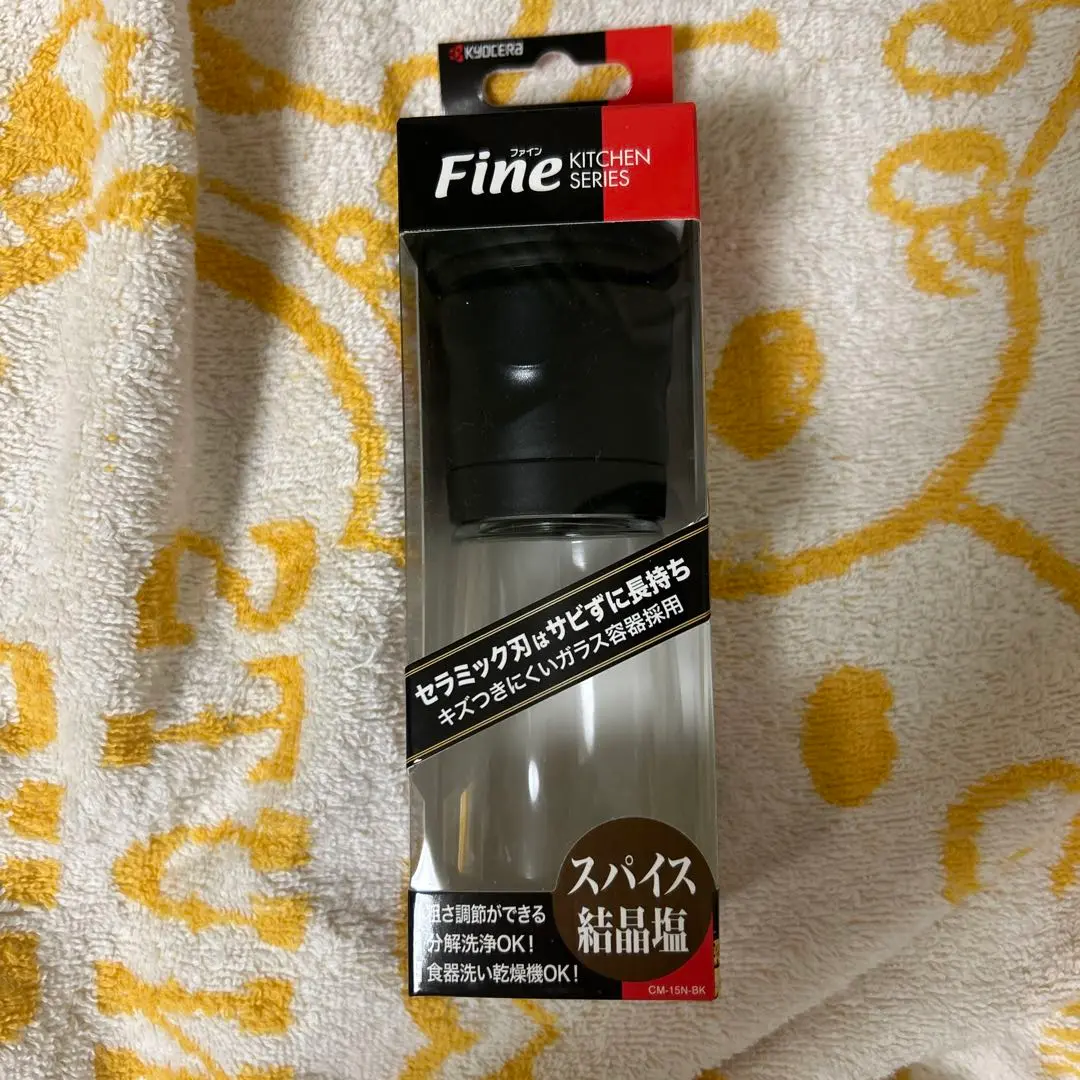 KYOCERa
ファイン
Fine KITCHEN
SERIES
セラミック刃はサビずに長持ち
キズつきにくいガラス容器採用
スパイス
結晶塩
粗さ調節ができる
分解洗浄OK!
食器洗い乾燥機OK!
CM-15N-BK